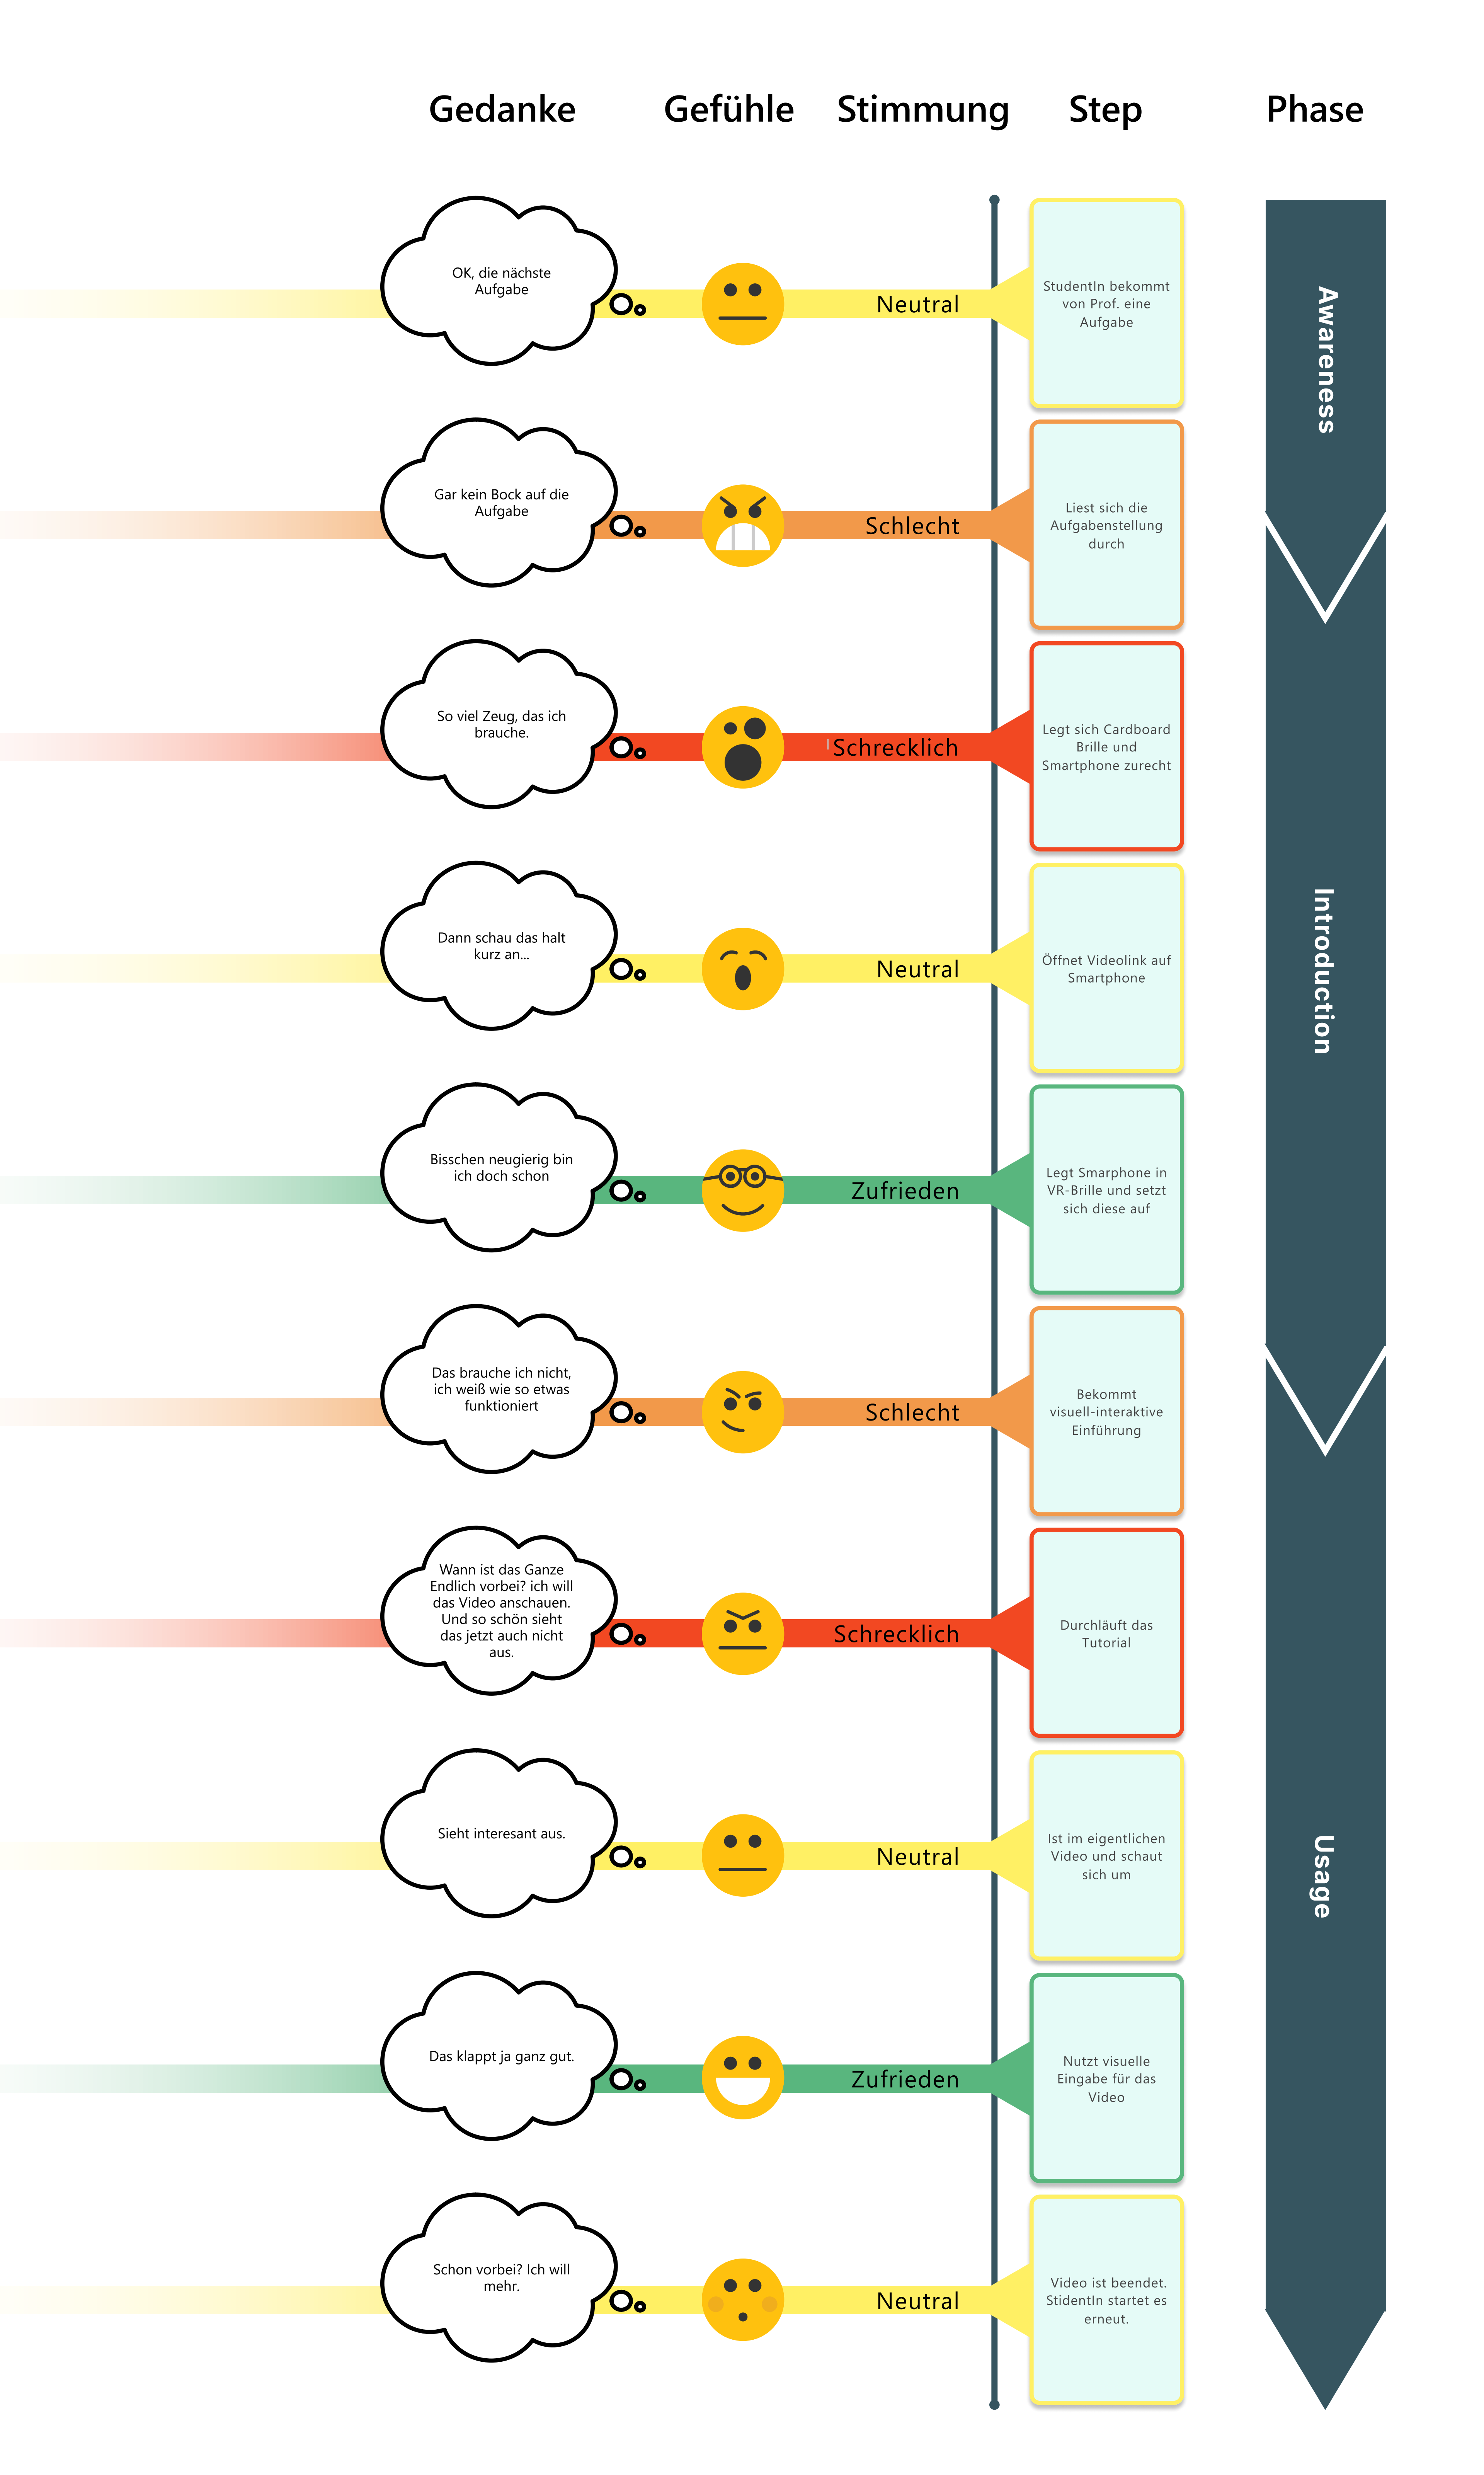 Gedanke Gefühle Stimmung Step Phase
OK, die nächste
Aufgabe
Neutral
StudentIn bekommt
von Prof. eine
Aufgabe
Awareness
Gar kein Bock auf die
Aufgabe
Schlecht
Liest sich die
Aufgabenstellung
durch
So viel Zeug, das ich
brauche.
Schrecklich
Legt sich Cardboard
Brille und
Smartphone zurecht
Dann schau das halt
kurz an...
Neutral
Öffnet Videolink auf
Smartphone
Introduction
Bisschen neugierig bin
ich doch schon
Zufrieden
Legt Smarphone in
VR-Brille und setzt
sich diese auf
Das brauche ich nicht,
ich weiß wie so etwas
funktioniert
Schlecht
Bekommt
visuell-interaktive
Einführung
Wann ist das Ganze
Endlich vorbei? ich will
das Video anschauen.
Und so schön sieht
das jetzt auch nicht
aus.
Schrecklich
Durchläuft das
Tutorial
Sieht interesant aus.
Neutral
Ist im eigentlichen
Video und schaut
sich um
Usage
Das klappt ja ganz gut.
Zufrieden
Nutzt visuelle
Eingabe für das
Video
Schon vorbei? Ich will
mehr.
Neutral
Video ist beendet.
StidentIn startet es
erneut.